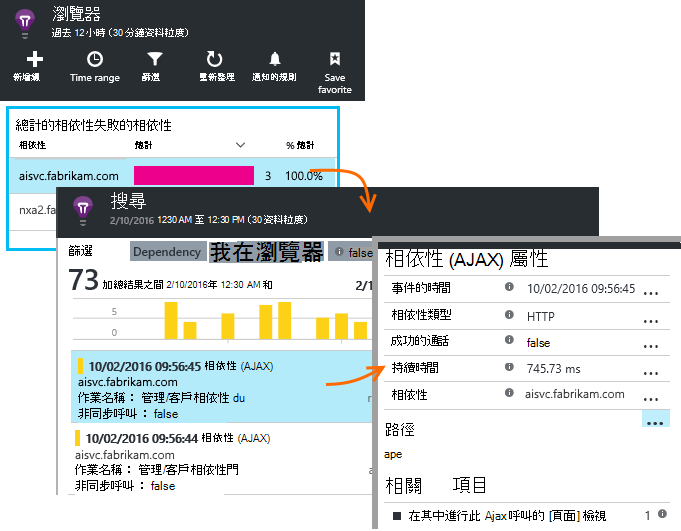 瀏覽器
過去 12 小時 (30 分鐘資料粒度)
新增線 Time range 篩選 重新整理 通知的規則 Save favorite
總計的相依性失敗的相依性
相依性 總計 % 總計
aisvc.fabrikam.com 3 100.0%
nxa2.fa
搜尋
2/10/2016 1230 AM 至 12:30 PM (30 資料粒度)
篩選 Dependency 我在瀏覽器 false
73 加總結果之間 2/10/2016年 12:30 AM 和 2/1
5
0
10/02/2016 09:56:45 相依性 (AJAX)
aisvc.fabrikam.com
作業名稱： 管理/客戶相依性 du
非同步呼叫： false
10/02/2016 09:56:44 相依性 (AJAX)
aisvc.fabrikam.com
作業名稱： 管理/客戶相依性門
非同步呼叫： false
相依性 (AJAX) 屬性
事件的時間 10/02/2016 09:56:45 ...
相依性類型 HTTP ...
成功的通話 false ...
持續時間 745.73 ms ...
相依性 aisvc.fabrikam.com ...
...
路徑
ape
相關 項目
在其中進行此 Ajax 呼叫的 [頁面] 檢視 1